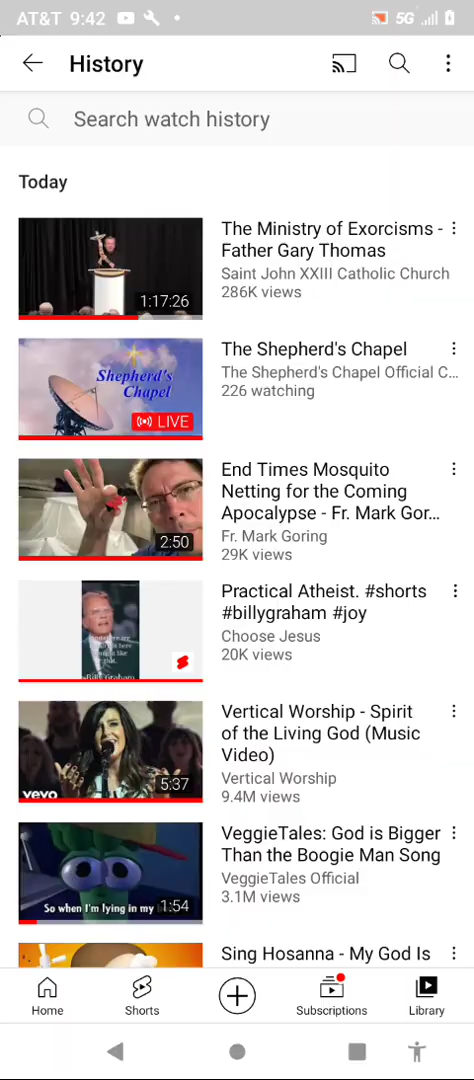 AT&T 9:42 5G
History
Search watch history
Today
The Ministry of Exorcisms -
Father Gary Thomas
Saint John XXIII Catholic Church
286K views
1:17:26
The Shepherd's Chapel
The Shepherd's Chapel Official C...
226 watching
Shepherd's
Chapel
LIVE
End Times Mosquito
Netting for the Coming
Apocalypse - Fr. Mark Gor...
Fr. Mark Goring
29K views
2:50
Practical Atheist. #shorts
#billygraham #joy
Choose Jesus
20K views
Vertical Worship - Spirit
of the Living God (Music
Video)
Vertical Worship
9.4M views
vevo
5:37
VeggieTales: God is Bigger
Than the Boogie Man Song
VeggieTales Official
3.1M views
So when I'm lying in my
1:54
Sing Hosanna - My God Is
Home
Shorts
Subscriptions
Library